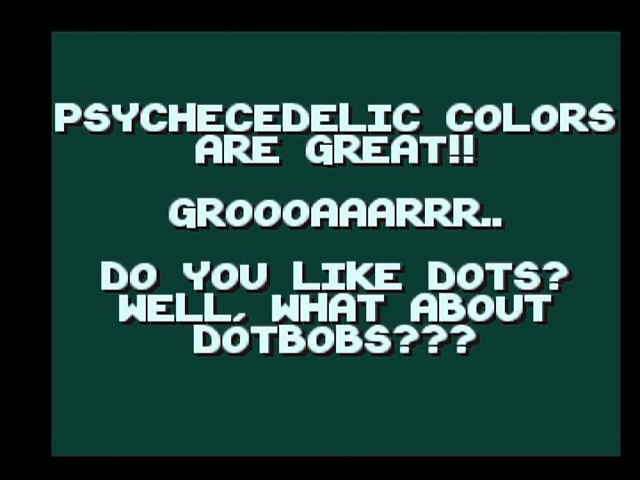 PSYCHECEDELIC COLORS
ARE GREAT!!
GROOOAAARRR..
DO YOU LIKE DOTS?
WELL, WHAT ABOUT
DOTBOBS???